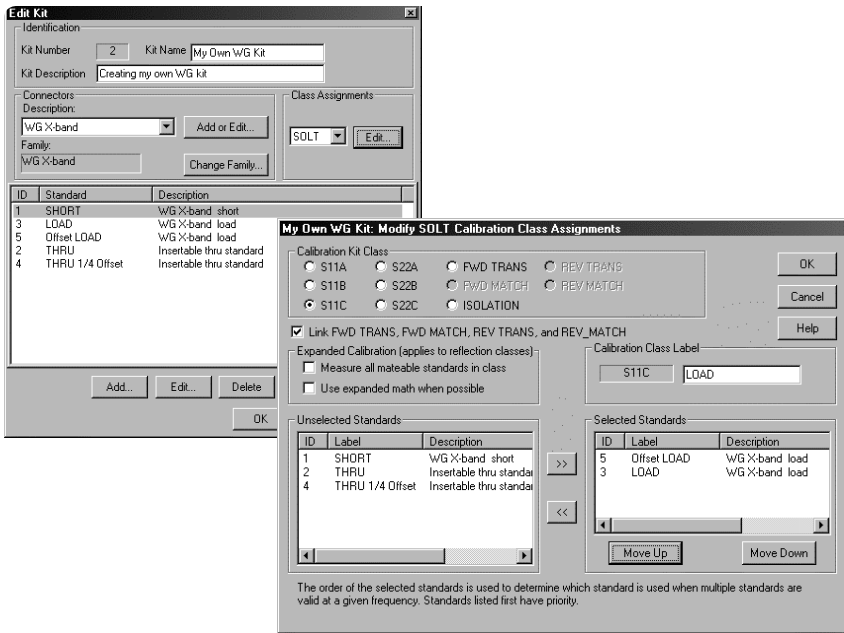 Edit Kit
Identification
Kit Number 2 Kit Name My Own WG Kit
Kit Description Creating my own WG kit
Connectors
Description:
WG X-band Add or Edit...
Family:
WG X-band Change Family...
Class Assignments
SOLT Edit...
ID Standard Description
1 SHORT WG X-band short
3 LOAD WG X-band load
5 Offset LOAD WG X-band load
2 THRU Insertable thru standard
4 THRU 1/4 Offset Insertable thru standard
Add... Edit... Delete
OK
My Own WG Kit: Modify SOLT Calibration Class Assignments
Calibration Kit Class
S11A S22A FWD TRANS REV TRANS
S11B S22B FWD MATCH REV MATCH
S11C S22C ISOLATION
OK
Cancel
Help
Link FWD TRANS, FWD MATCH, REV TRANS, and REV_MATCH
Expanded Calibration (applies to reflection classes)
Measure all mateable standards in class
Use expanded math when possible
Calibration Class Label
S11C LOAD
Unselected Standards
ID Label Description
1 SHORT WG X-band short
2 THRU Insertable thru standar
4 THRU 1/4 Offset Insertable thru standar
>>
<<
Selected Standards
ID Label Description
5 Offset LOAD WG X-band load
3 LOAD WG X-band load
Move Up Move Down
The order of the selected standards is used to determine which standard is used when multiple standards are
valid at a given frequency. Standards listed first have priority.